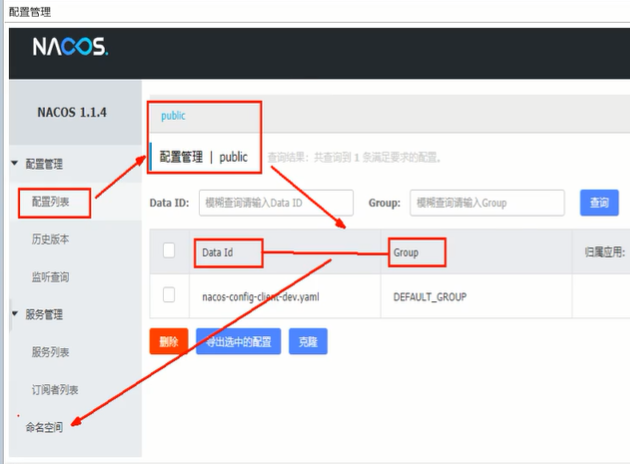 配置管理
NACOS.
NACOS 1.1.4
public
配置管理
配置管理 | public
查询结果：共查询到 1 条满足要求的配置。
配置列表
Data ID: 模糊查询请输入Data ID Group: 模糊查询请输入Group 查询
历史版本
Data Id Group 归属应用:
监听查询
nacos-config-client-dev.yaml DEFAULT_GROUP
服务管理
删除 导出选中的配置 克隆
服务列表
订阅者列表
命名空间